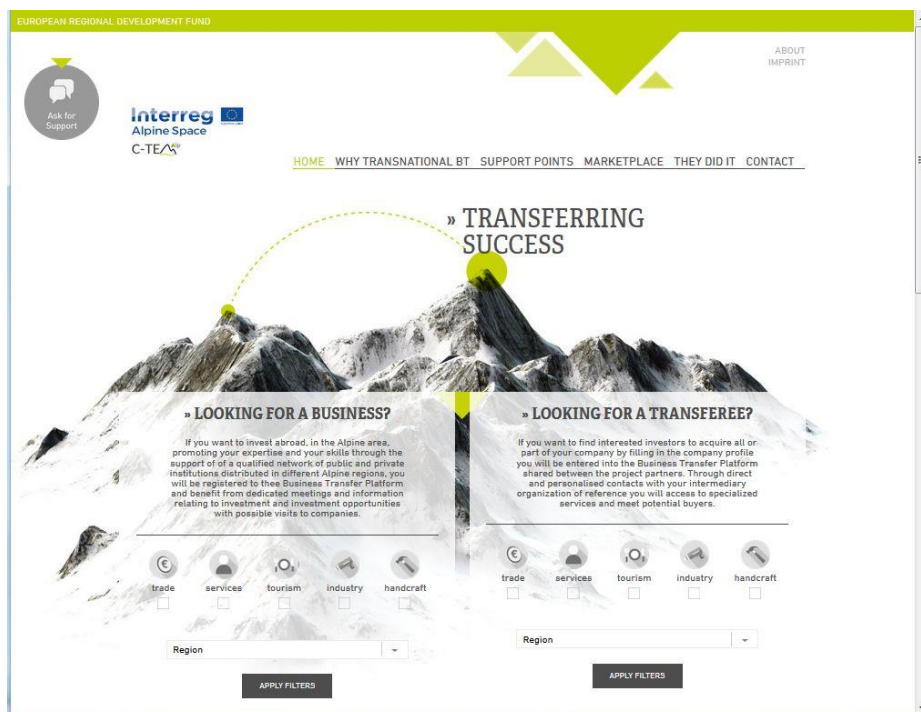 EUROPEAN REGIONAL DEVELOPMENT FUND
ABOUT
IMPRINT
Ask for
Support
Interreg
Alpine Space
C-TEM
HOME WHY TRANSNATIONAL BT SUPPORT POINTS MARKETPLACE THEY DID IT CONTACT
» TRANSFERRING
SUCCESS
» LOOKING FOR A BUSINESS?
If you want to invest abroad, in the Alpine area,
promoting your expertise and your skills through the
support of of a qualified network of public and private
institutions distributed in different Alpine regions, you
will be registered to thee Business Transfer Platform
and benefit from dedicated meetings and information
relating to investment and investment opportunities
with possible visits to companies.
trade services tourism industry handcraft
Region
APPLY FILTERS
» LOOKING FOR A TRANSFEREE?
If you want to find interested investors to acquire all or
part of your company by filling in the company profile
you will be entered into the Business Transfer Platform
shared between the project partners. Through direct
and personalised contacts with your intermediary
organization of reference you will access to specialized
services and meet potential buyers.
trade services tourism industry handcraft
Region
APPLY FILTERS